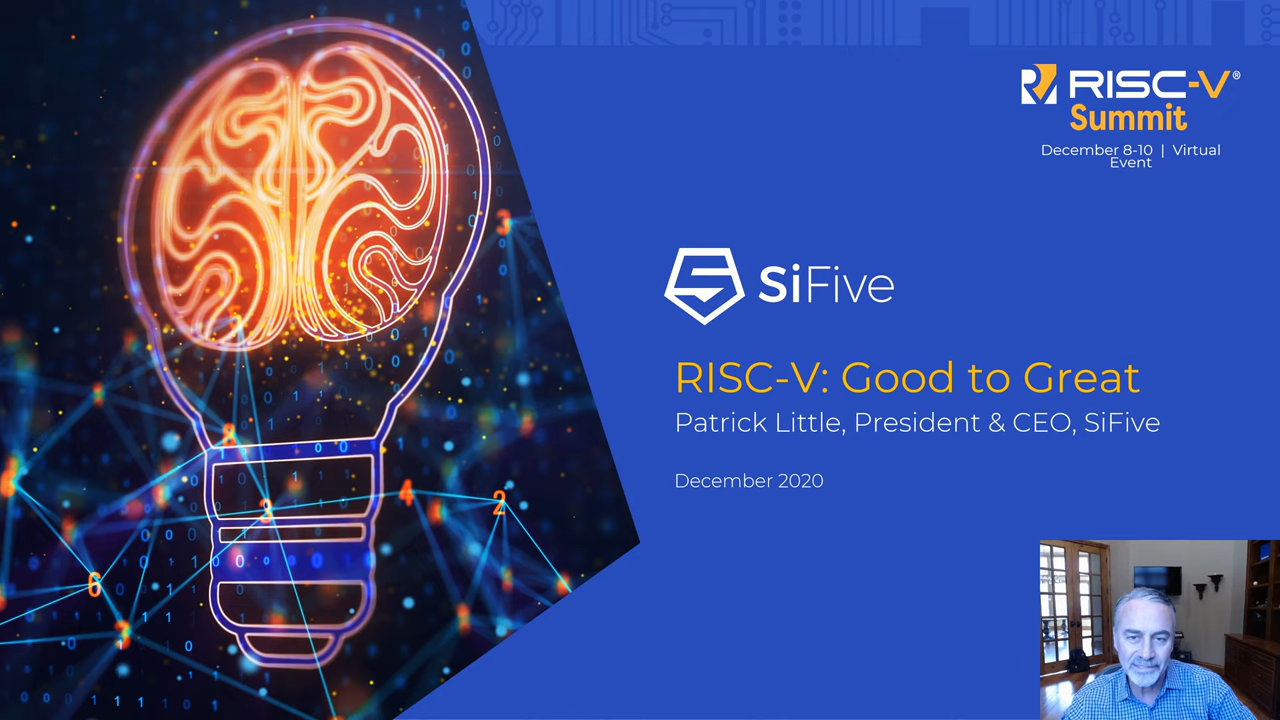 RISC-V®
Summit
December 8-10 | Virtual
Event
SiFive
RISC-V: Good to Great
Patrick Little, President & CEO, SiFive
December 2020